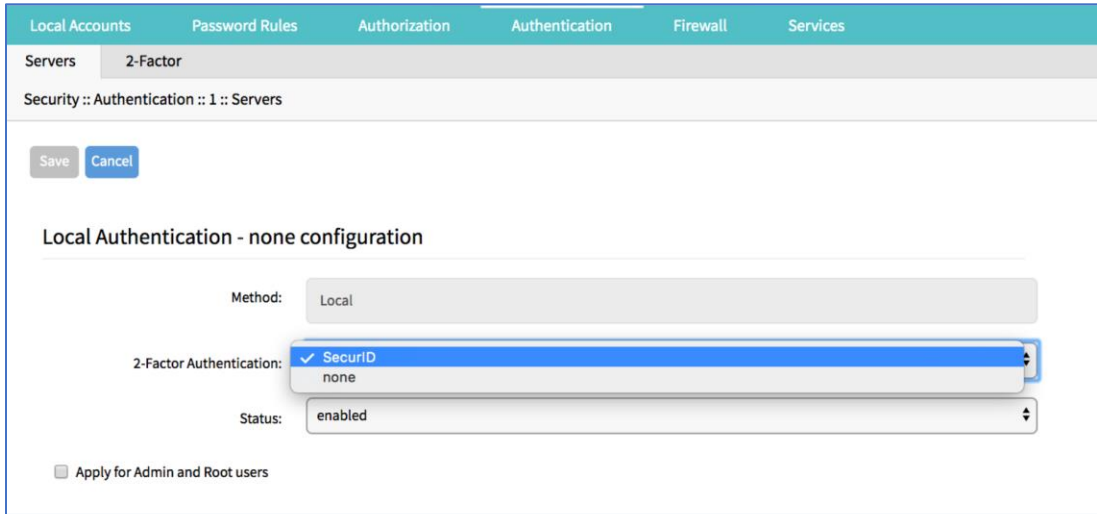 Local Accounts Password Rules Authorization Authentication Firewall Services
Servers 2-Factor
Security :: Authentication :: 1 :: Servers
Save Cancel
Local Authentication - none configuration
Method: Local
2-Factor Authentication: ✓ SecurID
none
Status: enabled
Apply for Admin and Root users